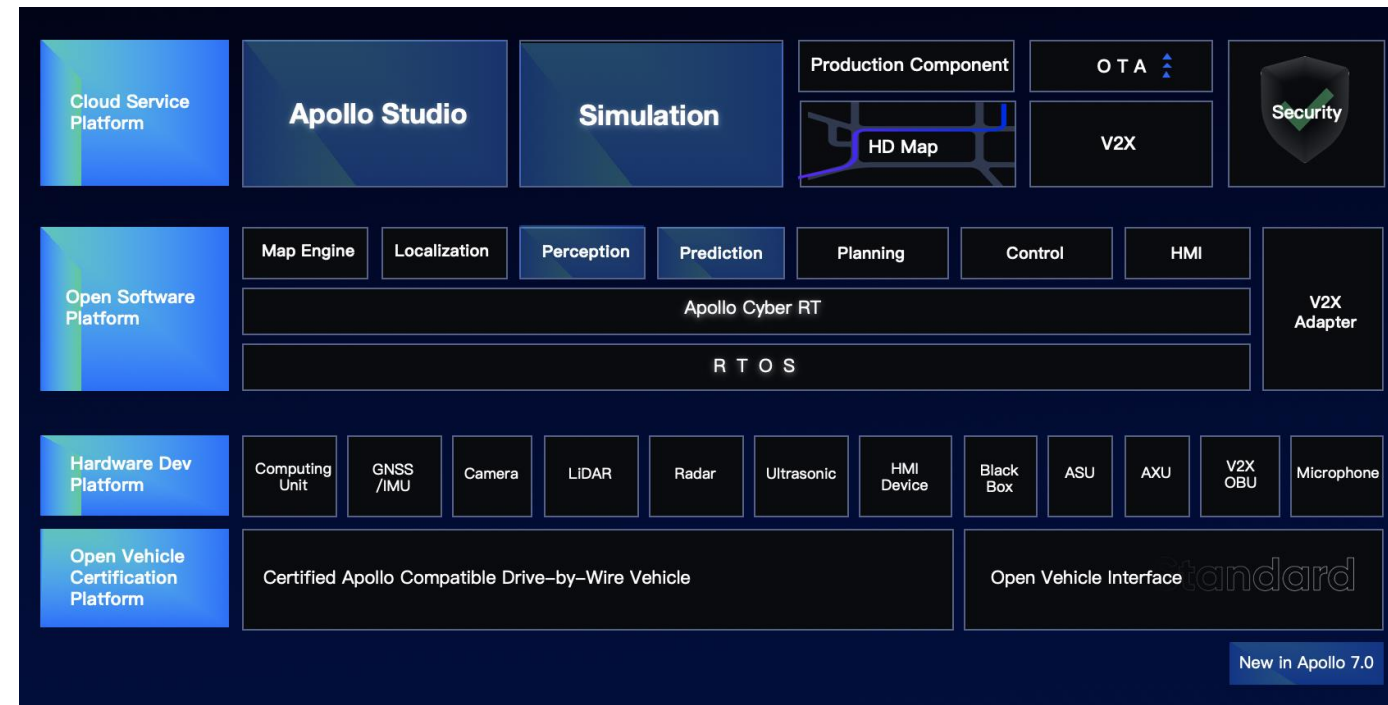 Cloud Service
Platform
Apollo Studio
Simulation
Production Component
HD Map
OTA
V2X
Security
Open Software
Platform
Map Engine
Localization
Perception
Prediction
Planning
Control
HMI
Apollo Cyber RT
RTOS
V2X
Adapter
Hardware Dev
Platform
Computing
Unit
GNSS
/IMU
Camera
LiDAR
Radar
Ultrasonic
HMI
Device
Black
Box
ASU
AXU
V2X
OBU
Microphone
Open Vehicle
Certification
Platform
Certified Apollo Compatible Drive-by-Wire Vehicle
Open Vehicle Interface Standard
New in Apollo 7.0